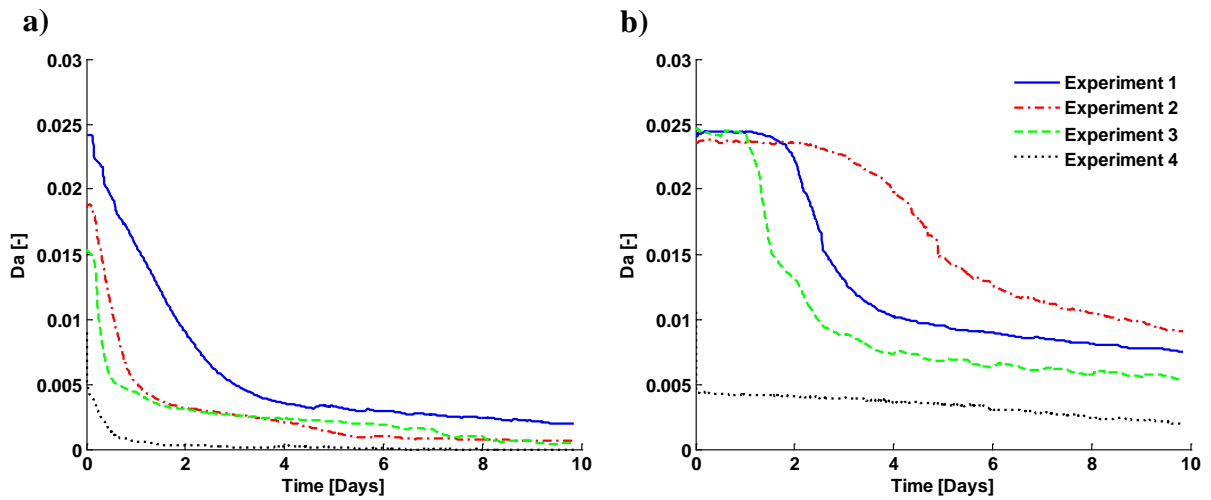 a)
0.03
0.025
0.02
0.015
0.01
0.005
0
Da [-]
0 2 4 6 8 10
Time [Days]
b)
0.03
0.025
0.02
0.015
0.01
0.005
0
Da [-]
0 2 4 6 8 10
Time [Days]
Experiment 1
Experiment 2
Experiment 3
Experiment 4